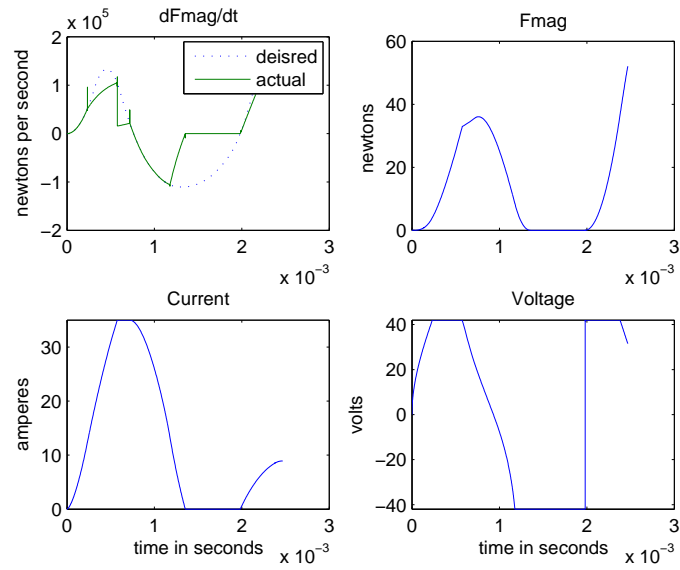 x 10^5
dFmag/dt
newtons per second
2
1
0
−1
−2
deisred
actual
0
1
2
3
x 10^−3
Fmag
newtons
60
40
20
0
0
1
2
3
x 10^−3
Current
amperes
30
20
10
0
0
1
2
3
time in seconds
x 10^−3
Voltage
volts
40
20
0
−20
−40
0
1
2
3
time in seconds
x 10^−3